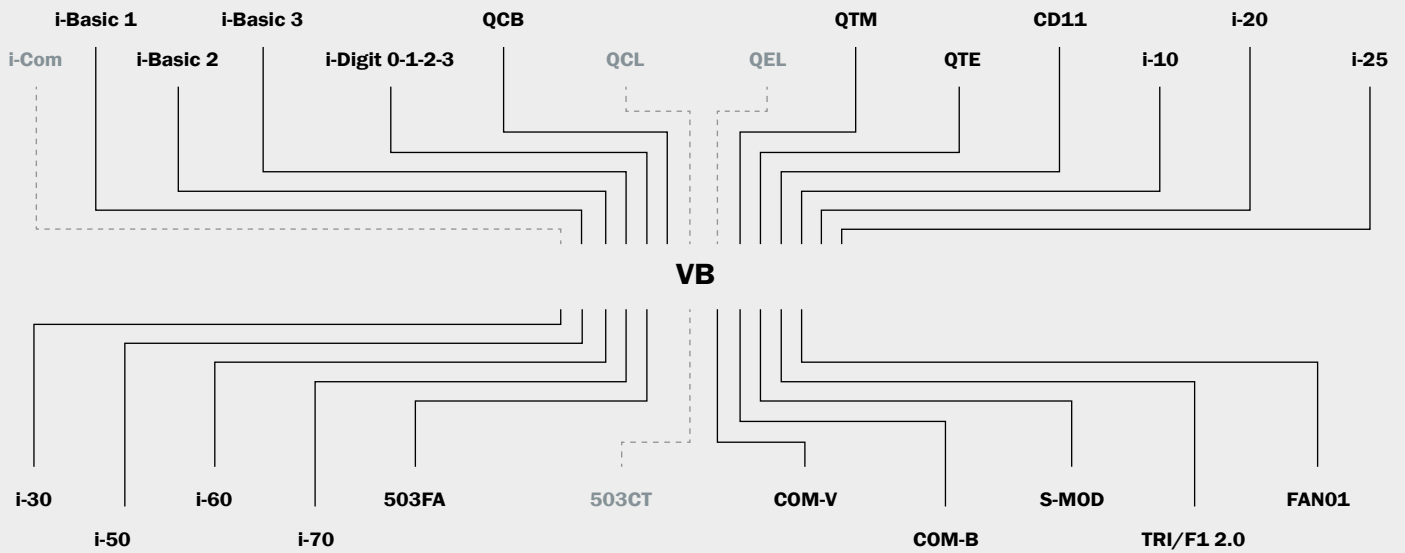 i-Basic 1
i-Basic 3
QCB
QTM
CD11
i-20
i-Com
i-Basic 2
i-Digit 0-1-2-3
QCL
QEL
QTE
i-10
i-25
VB
i-30
i-60
503FA
503CT
COM-V
S-MOD
FAN01
i-50
i-70
COM-B
TRI/F1 2.0